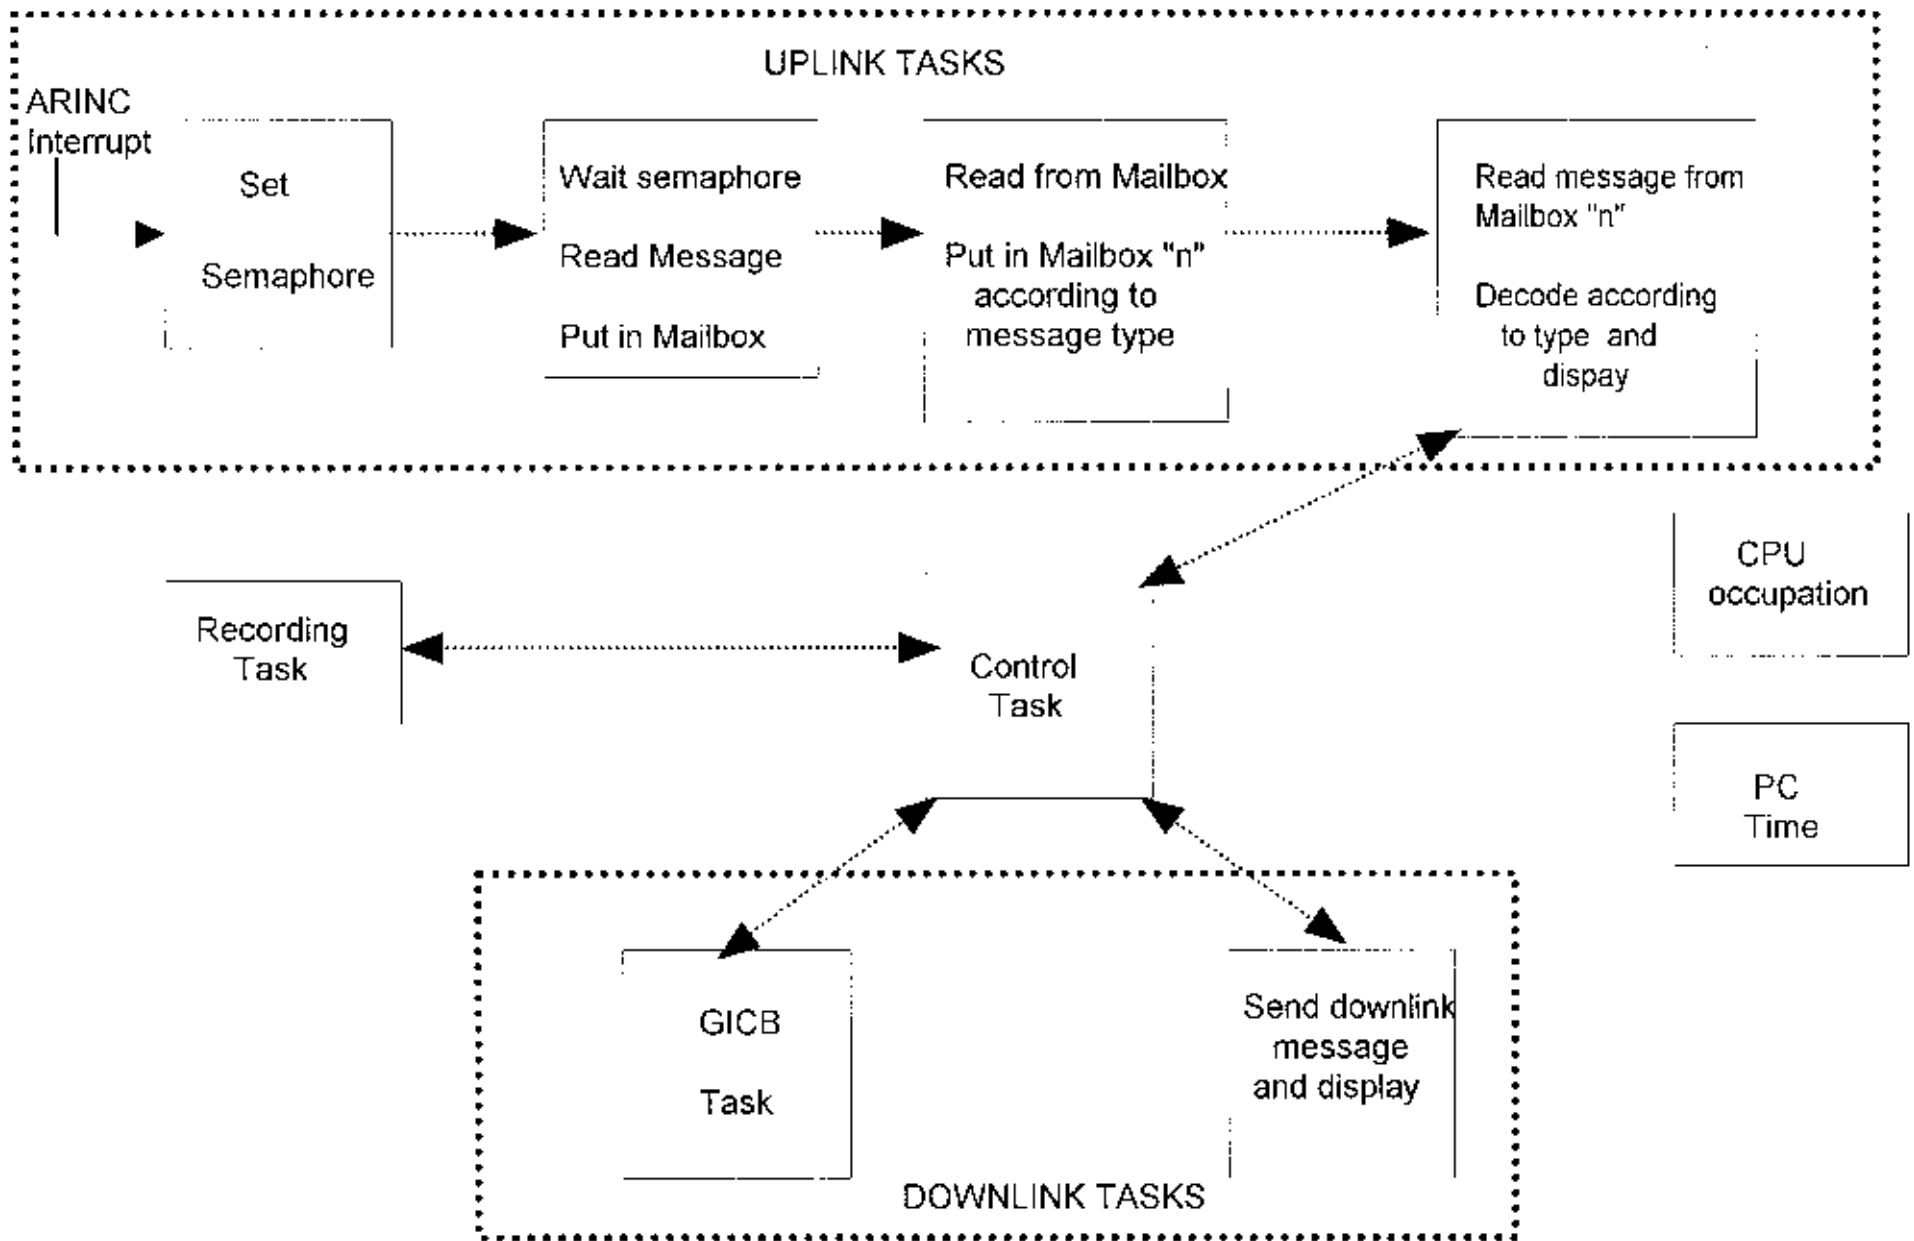 UPLINK TASKS
ARINC
Interrupt
Set
Semaphore
Wait semaphore
Read Message
Put in Mailbox
Read from Mailbox
Put in Mailbox "n"
according to
message type
Read message from
Mailbox "n"
Decode according
to type and
dispay
CPU
occupation
Recording
Task
Control
Task
PC
Time
GICB
Task
Send downlink
message
and display
DOWNLINK TASKS